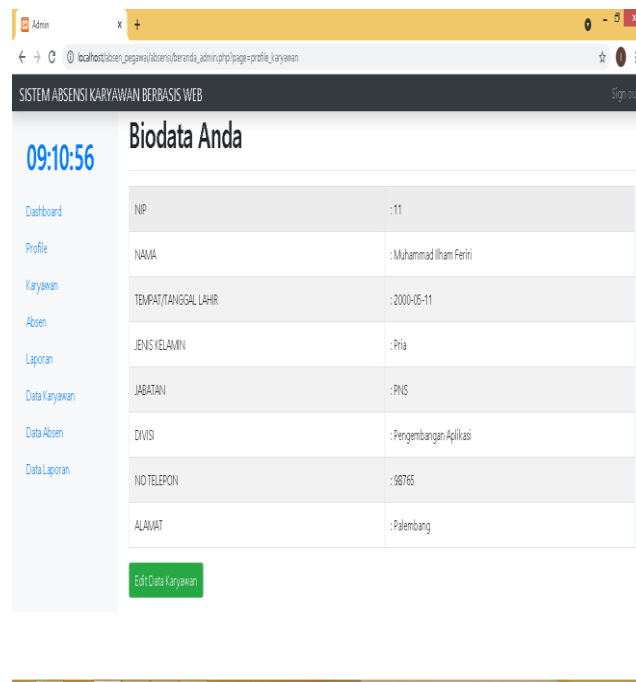 Admin
localhost/absen_pegawai/absensi/beranda_admin.php?page=profile_karyawan
SISTEM ABSENSI KARYAWAN BERBASIS WEB
Sign ou
09:10:56
Dashboard
Profile
Karyawan
Absen
Laporan
Data Karyawan
Data Absen
Data Laporan
Biodata Anda
NIP : 11
NAMA : Muhammad Ilham Feriri
TEMPAT/TANGGAL LAHIR : 2000-05-11
JENIS KELAMIN : Pria
JABATAN : PNS
DIVISI : Pengembangan Aplikasi
NO TELEPON : 98765
ALAMAT : Palembang
Edit Data Karyawan